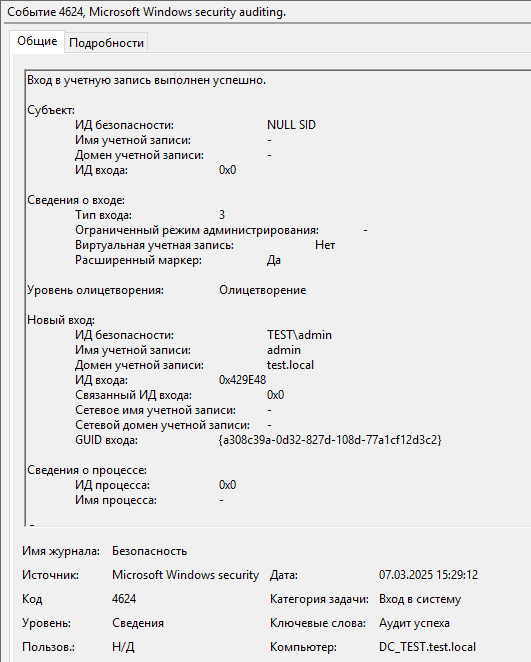 Событие 4624, Microsoft Windows security auditing.
Общие Подробности
Вход в учетную запись выполнен успешно.
Субъект:
ИД безопасности: NULL SID
Имя учетной записи: -
Домен учетной записи: -
ИД входа: 0x0
Сведения о входе:
Тип входа: 3
Ограниченный режим администрирования: -
Виртуальная учетная запись: Нет
Расширенный маркер: Да
Уровень олицетворения: Олицетворение
Новый вход:
ИД безопасности: TEST\admin
Имя учетной записи: admin
Домен учетной записи: test.local
ИД входа: 0x429E48
Связанный ИД входа: 0x0
Сетевое имя учетной записи: -
Сетевой домен учетной записи: -
GUID входа: {a308c39a-0d32-827d-108d-77a1cf12d3c2}
Сведения о процессе:
ИД процесса: 0x0
Имя процесса: -
Имя журнала: Безопасность
Источник: Microsoft Windows security Дата: 07.03.2025 15:29:12
Код 4624 Категория задачи: Вход в систему
Уровень: Сведения Ключевые слова: Аудит успеха
Пользов.: Н/Д Компьютер: DC_TEST.test.local